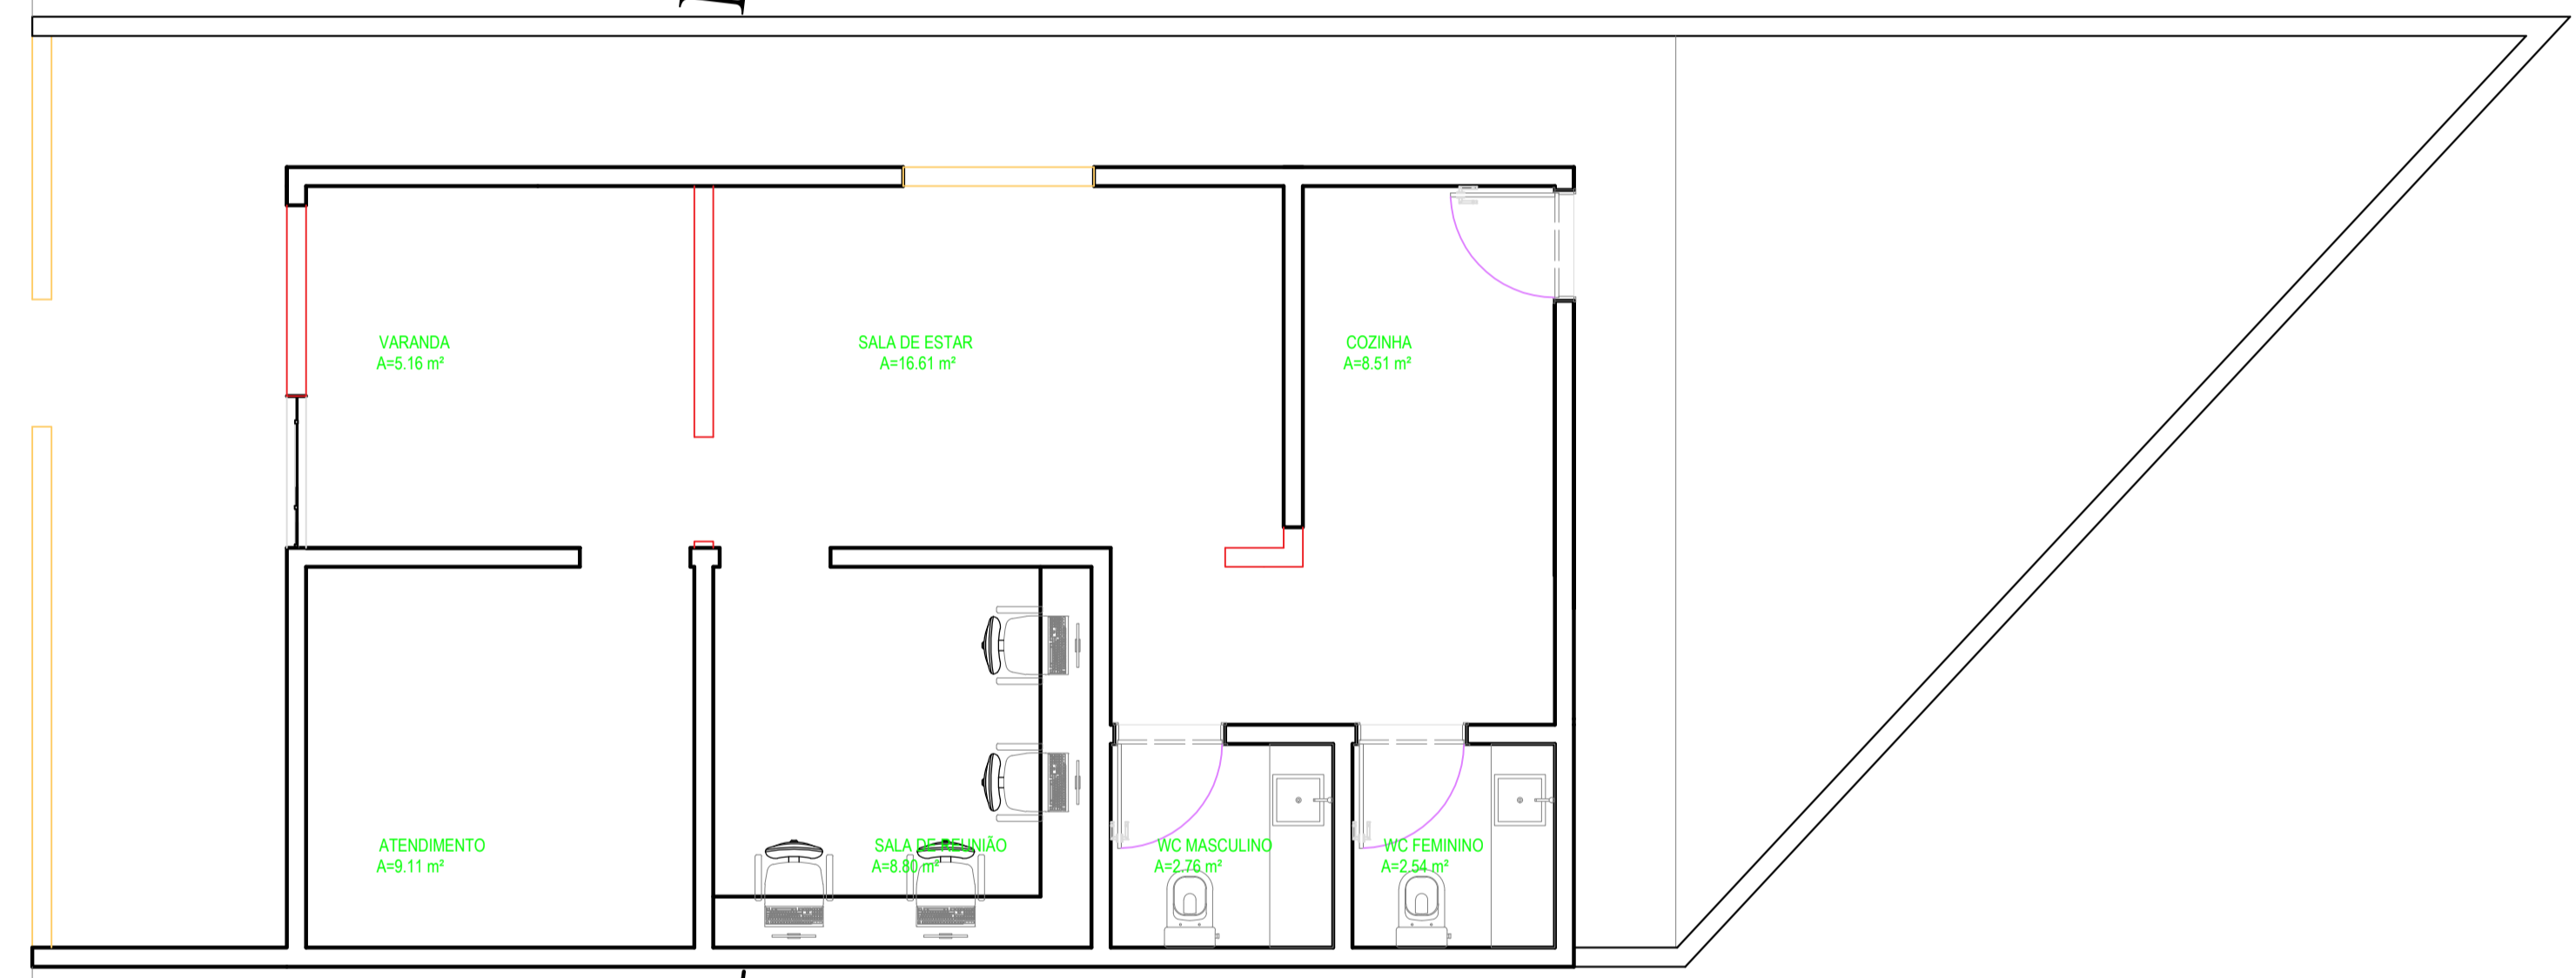 VARANDA
A=5.16 m²
SALA DE ESTAR
A=16.61 m²
COZINHA
A=8.51 m²
ATENDIMENTO
A=9.11 m²
SALA DE REUNIÃO
A=8.80 m²
WC MASCULINO
A=2.76 m²
WC FEMININO
A=2.54 m²